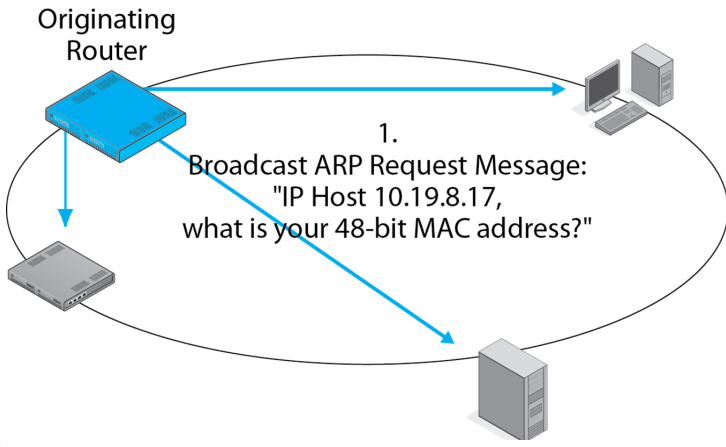 Originating
Router
1.
Broadcast ARP Request Message:
"IP Host 10.19.8.17,
what is your 48-bit MAC address?"